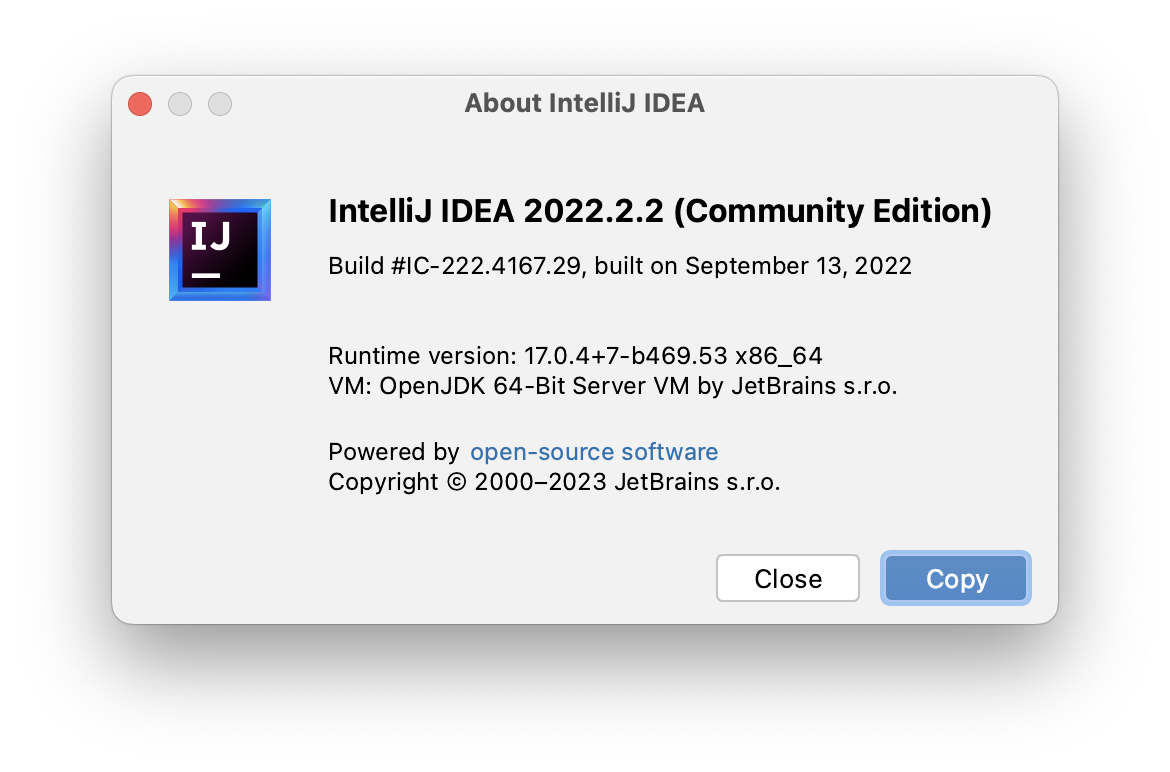 About IntelliJ IDEA
IJ
IntelliJ IDEA 2022.2.2 (Community Edition)
Build #IC-222.4167.29, built on September 13, 2022
Runtime version: 17.0.4+7-b469.53 x86_64
VM: OpenJDK 64-Bit Server VM by JetBrains s.r.o.
Powered by open-source software
Copyright © 2000–2023 JetBrains s.r.o.
Close Copy